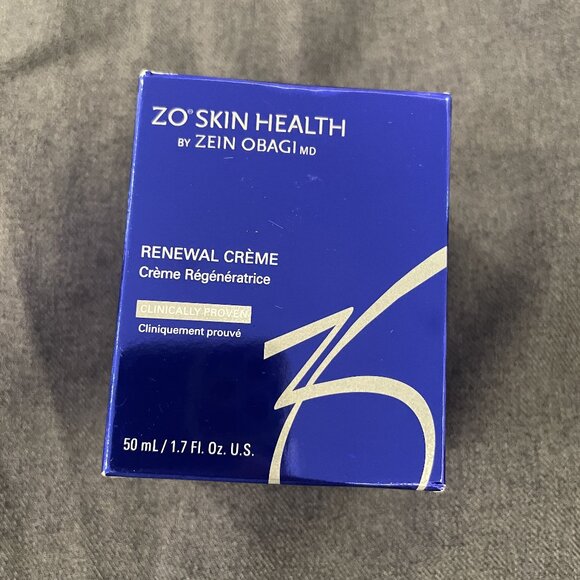 ZO® SKIN HEALTH
BY ZEIN OBAGI MD
RENEWAL CRÈME
Crème Régénératrice
CLINICALLY PROVEN
Cliniquement prouvé
50 mL / 1.7 Fl. Oz. U.S.